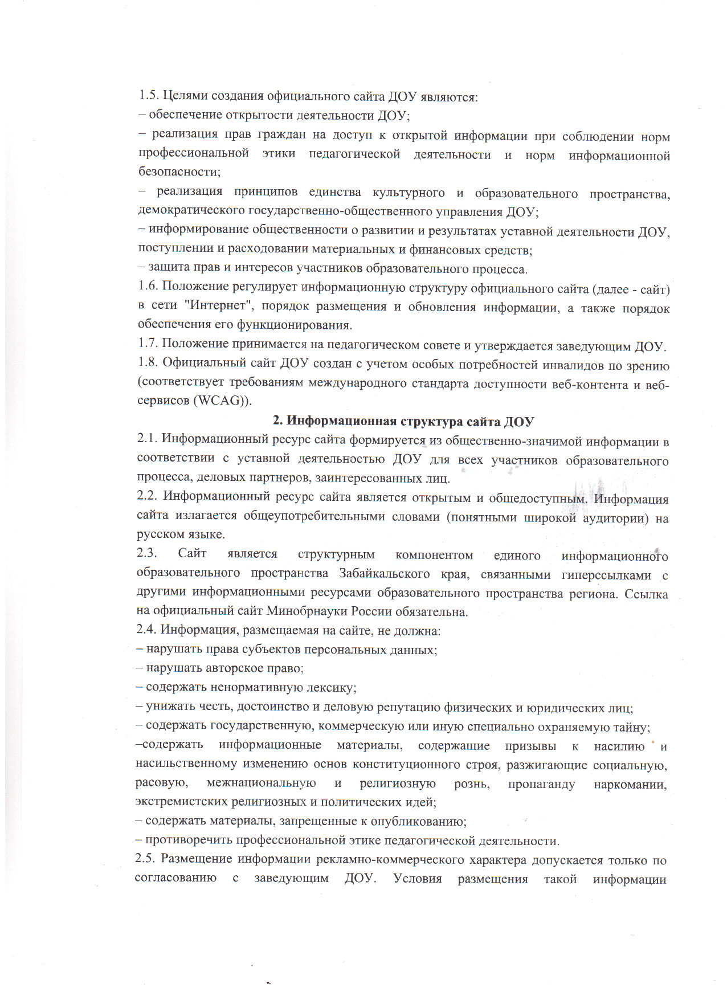 1.5. Целями создания официального сайта ДОУ являются:
– обеспечение открытости деятельности ДОУ;
– реализация прав граждан на доступ к открытой информации при соблюдении норм
профессиональной этики педагогической деятельности и норм информационной
безопасности;
– реализация принципов единства культурного и образовательного пространства,
демократического государственно-общественного управления ДОУ;
– информирование общественности о развитии и результатах уставной деятельности ДОУ,
поступлении и расходовании материальных и финансовых средств;
– защита прав и интересов участников образовательного процесса.
1.6. Положение регулирует информационную структуру официального сайта (далее - сайт)
в сети "Интернет", порядок размещения и обновления информации, а также порядок
обеспечения его функционирования.
1.7. Положение принимается на педагогическом совете и утверждается заведующим ДОУ.
1.8. Официальный сайт ДОУ создан с учетом особых потребностей инвалидов по зрению
(соответствует требованиям международного стандарта доступности веб-контента и веб-
сервисов (WCAG)).
2. Информационная структура сайта ДОУ
2.1. Информационный ресурс сайта формируется из общественно-значимой информации в
соответствии с уставной деятельностью ДОУ для всех участников образовательного
процесса, деловых партнеров, заинтересованных лиц.
2.2. Информационный ресурс сайта является открытым и общедоступным. Информация
сайта излагается общеупотребительными словами (понятными широкой аудитории) на
русском языке.
2.3. Сайт является структурным компонентом единого информационного
образовательного пространства Забайкальского края, связанными гиперссылками с
другими информационными ресурсами образовательного пространства региона. Ссылка
на официальный сайт Минобрнауки России обязательна.
2.4. Информация, размещаемая на сайте, не должна:
– нарушать права субъектов персональных данных;
– нарушать авторское право;
– содержать ненормативную лексику;
– унижать честь, достоинство и деловую репутацию физических и юридических лиц;
– содержать государственную, коммерческую или иную специально охраняемую тайну;
–содержать информационные материалы, содержащие призывы к насилию и
насильственному изменению основ конституционного строя, разжигающие социальную,
расовую, межнациональную и религиозную рознь, пропаганду наркомании,
экстремистских религиозных и политических идей;
– содержать материалы, запрещенные к опубликованию;
– противоречить профессиональной этике педагогической деятельности.
2.5. Размещение информации рекламно-коммерческого характера допускается только по
согласованию с заведующим ДОУ. Условия размещения такой информации